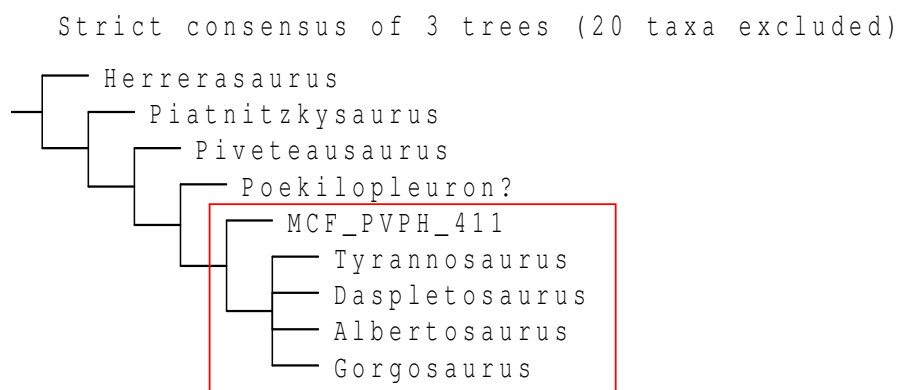 Strict consensus of 3 trees (20 taxa excluded)
Herrerasaurus
Piatnitzkysaurus
Piveteausaurus
Poekilopleuron?
MCF_PVPH_411
Tyrannosaurus
Daspletosaurus
Albertosaurus
Gorgosaurus